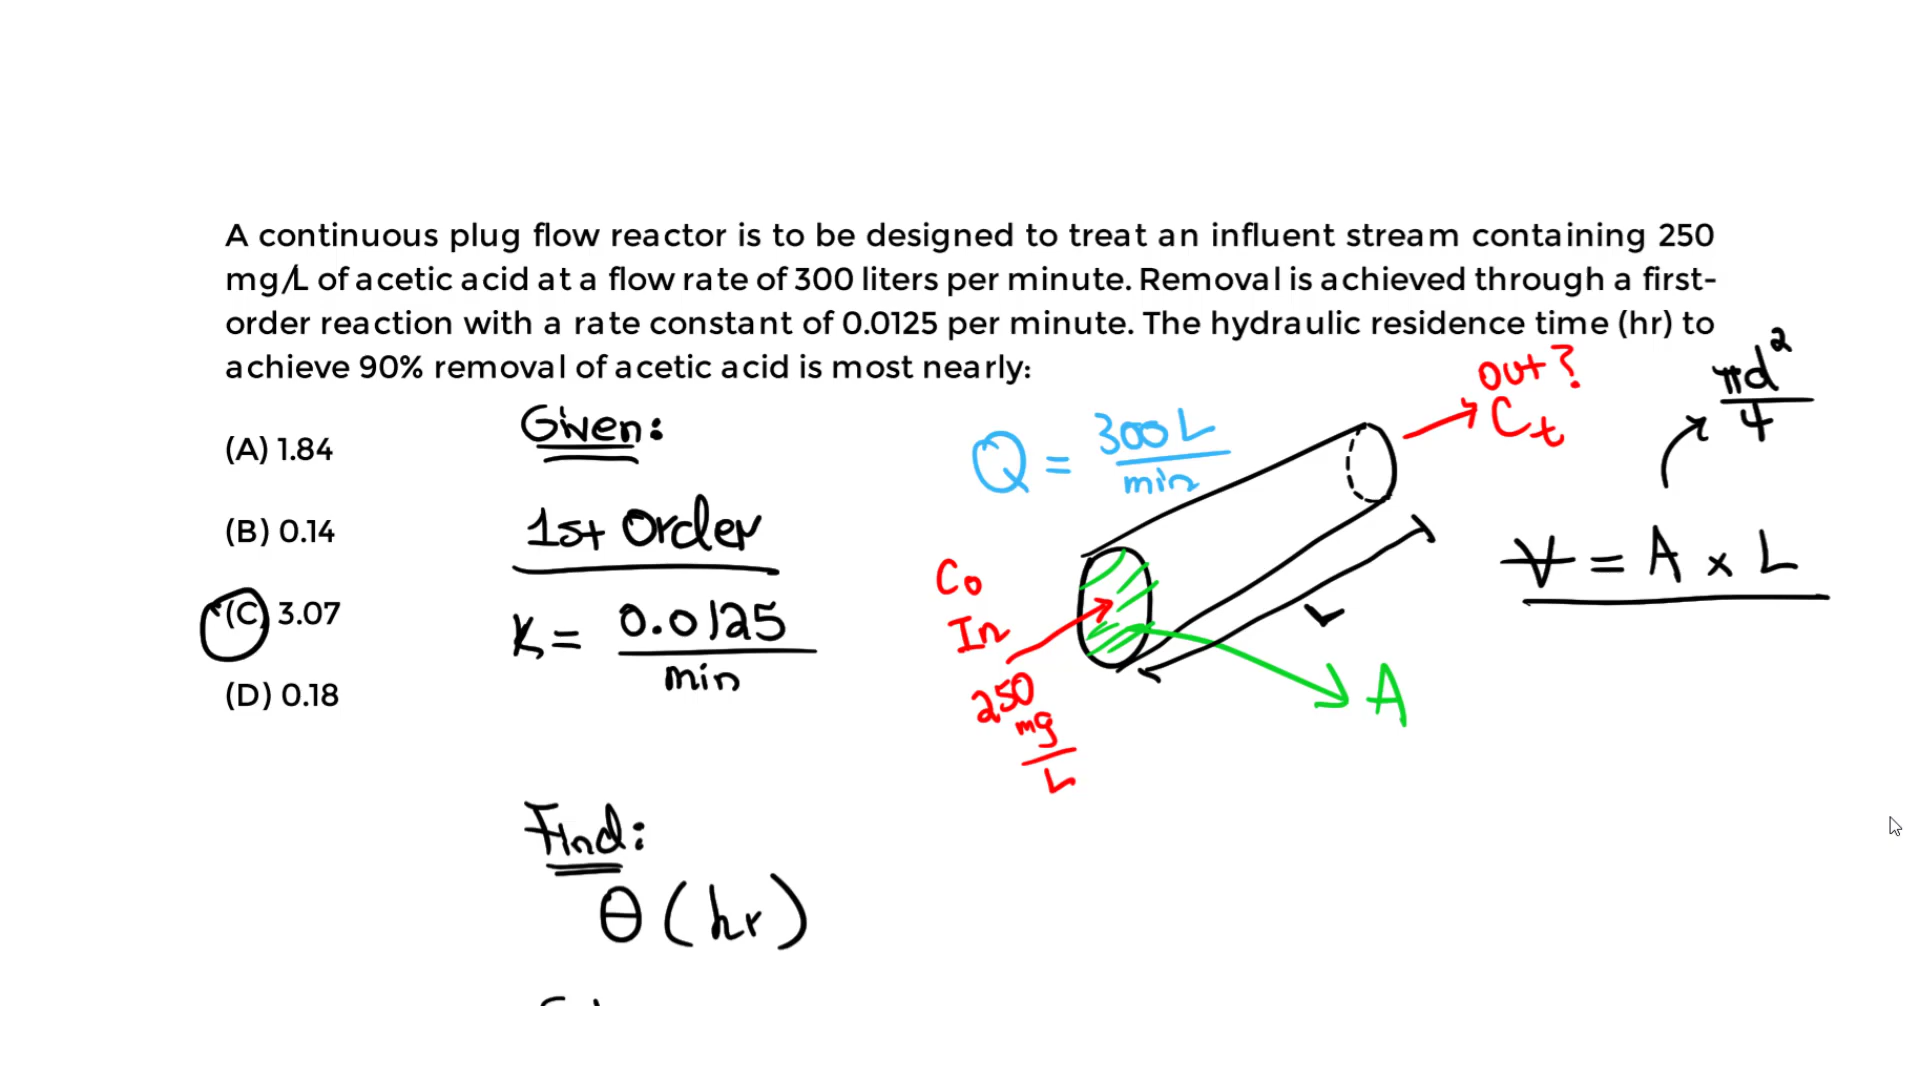 A continuous plug flow reactor is to be designed to treat an influent stream containing 250
mg/L of acetic acid at a flow rate of 300 liters per minute. Removal is achieved through a first-
order reaction with a rate constant of 0.0125 per minute. The hydraulic residence time (hr) to
achieve 90% removal of acetic acid is most nearly:
(A) 1.84
(B) 0.14
(C) 3.07
(D) 0.18
Given:
1st Order
K = 0.0125
min
Find:
θ (hr)
Q = 300 L
min
Co
In
250
mg
L
L
A
out?
Ct
πd²
4
V = A x L